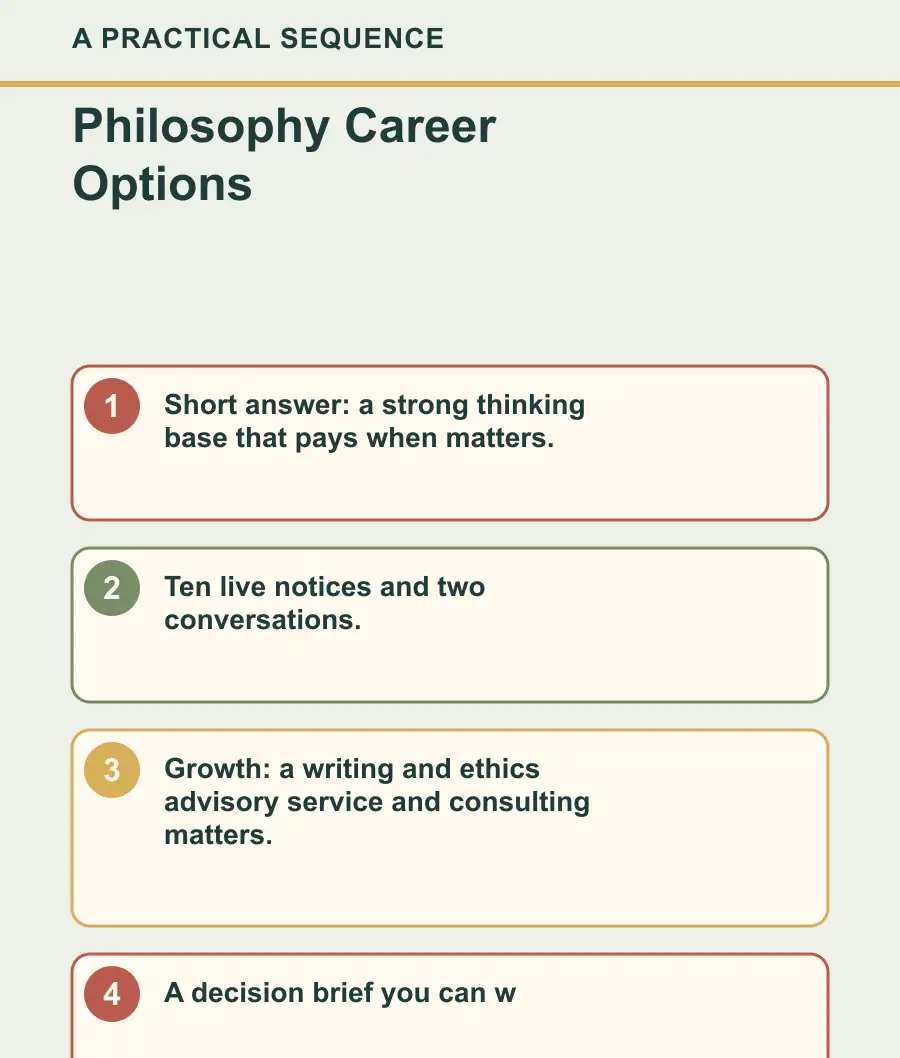 A PRACTICAL SEQUENCE
Philosophy Career
Options
1
Short answer: a strong thinking
base that pays when matters.
2
Ten live notices and two
conversations.
3
Growth: a writing and ethics
advisory service and consulting
matters.
4
A decision brief you can w